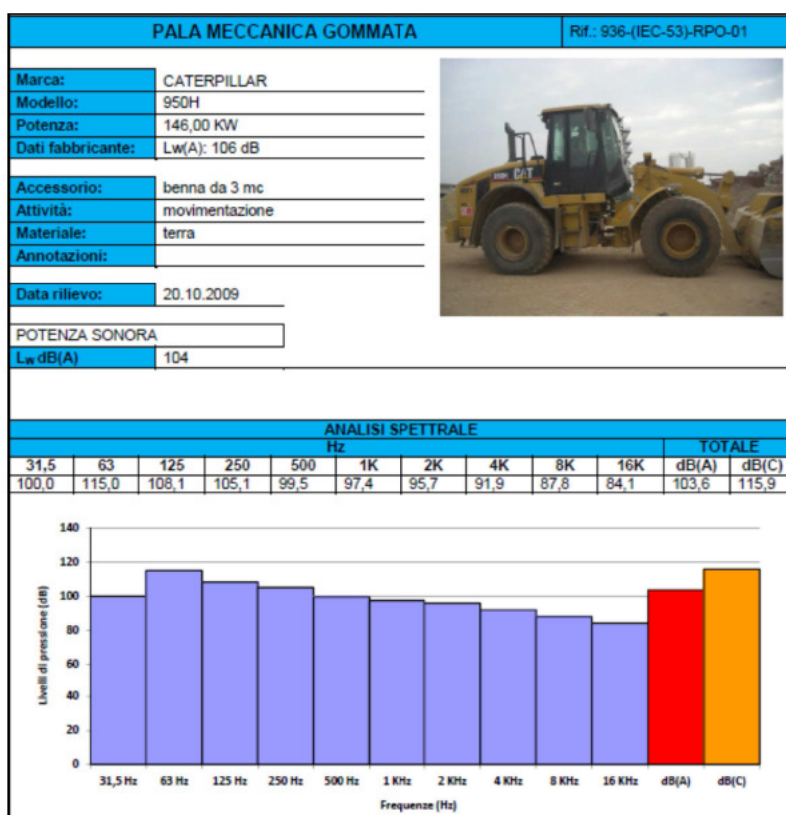 PALA MECCANICA GOMMATA Rif.: 936-(IEC-53)-RPO-01
Marca: CATERPILLAR
Modello: 950H
Potenza: 146,00 KW
Dati fabbricante: Lw(A): 106 dB
Accessorio: benna da 3 mc
Attività: movimentazione
Materiale: terra
Annotazioni:
Data rilievo: 20.10.2009
POTENZA SONORA
Lw dB(A) 104
CAT
ANALISI SPETTRALE
Hz TOTALE
31,5 63 125 250 500 1K 2K 4K 8K 16K dB(A) dB(C)
100,0 115,0 108,1 105,1 99,5 97,4 95,7 91,9 87,8 84,1 103,6 115,9
Livelli di pressione (dB)
140
120
100
80
60
40
20
0
31,5 Hz 63 Hz 125 Hz 250 Hz 500 Hz 1 KHz 2 KHz 4 KHz 8 KHz 16 KHz dB(A) dB(C)
Frequenze (Hz)